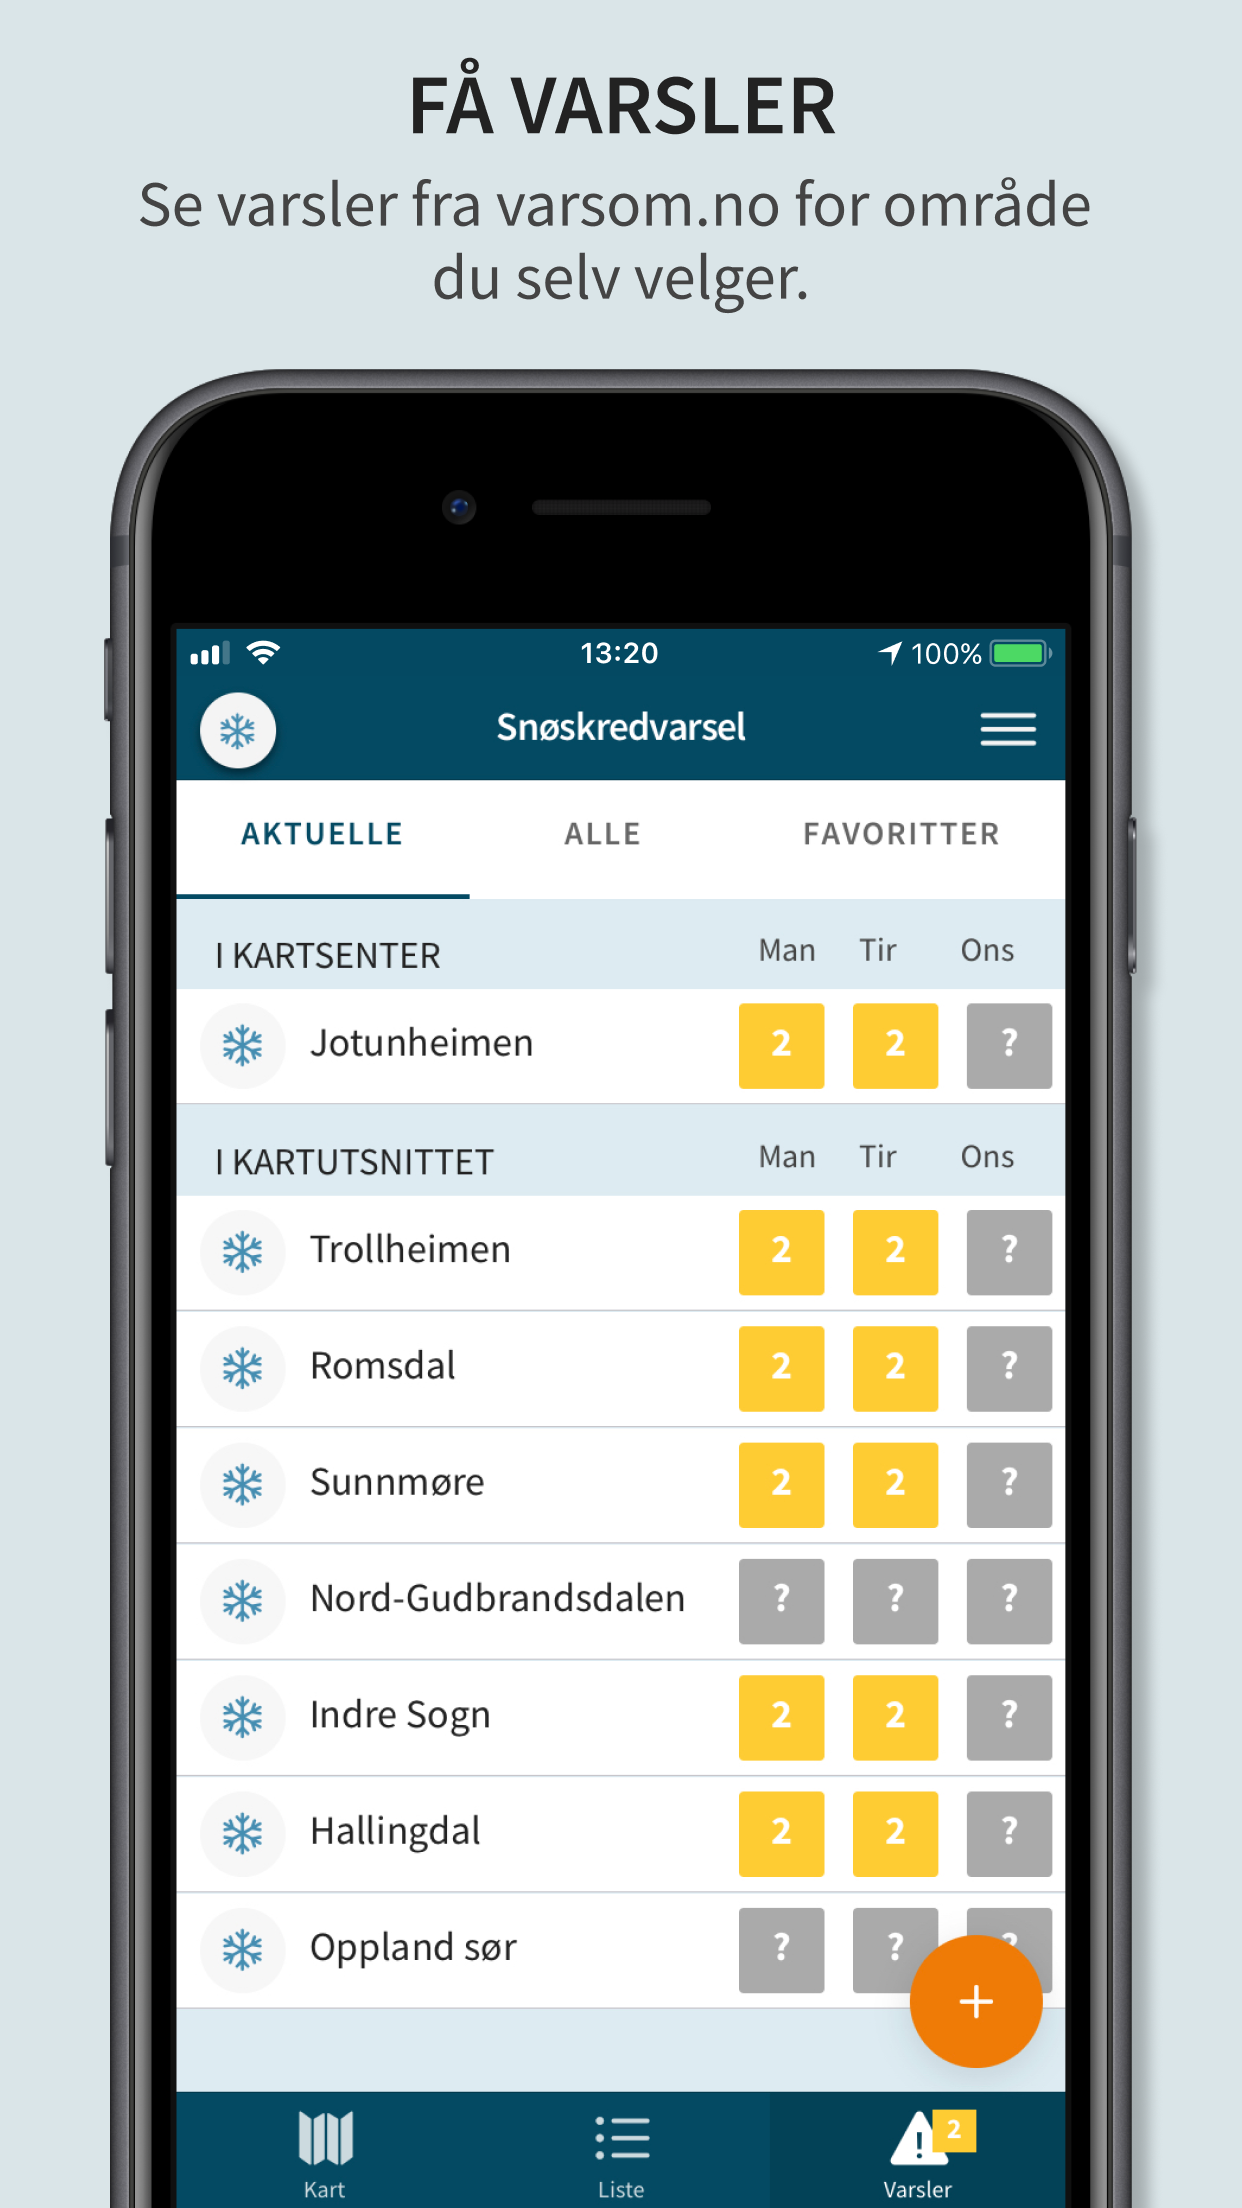 FÅ VARSLER
Se varsler fra varsom.no for område
du selv velger.
13:20 100%
Snøskredvarsel
AKTUELLE ALLE FAVORITTER
I KARTSENTER Man Tir Ons
Jotunheimen 2 2 ?
I KARTUTSNITTET Man Tir Ons
Trollheimen 2 2 ?
Romsdal 2 2 ?
Sunnmøre 2 2 ?
Nord-Gudbrandsdalen ? ? ?
Indre Sogn 2 2 ?
Hallingdal 2 2 ?
Oppland sør ? ? ?
+
2
Kart Liste Varsler